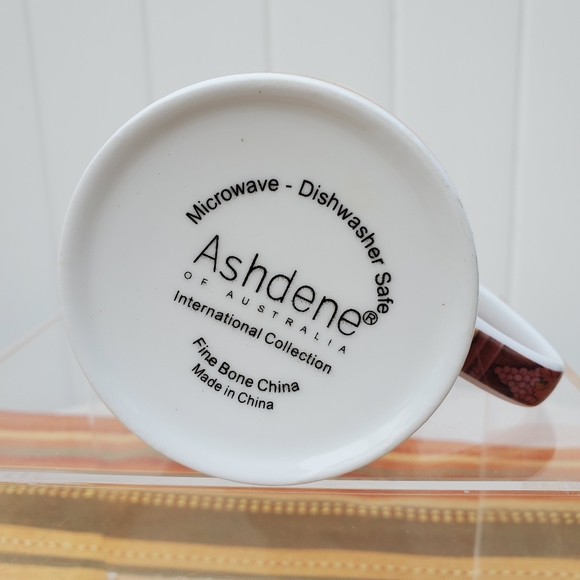 Microwave - Dishwasher Safe
Ashdene®
OF AUSTRALIA
International Collection
Fine Bone China
Made in China